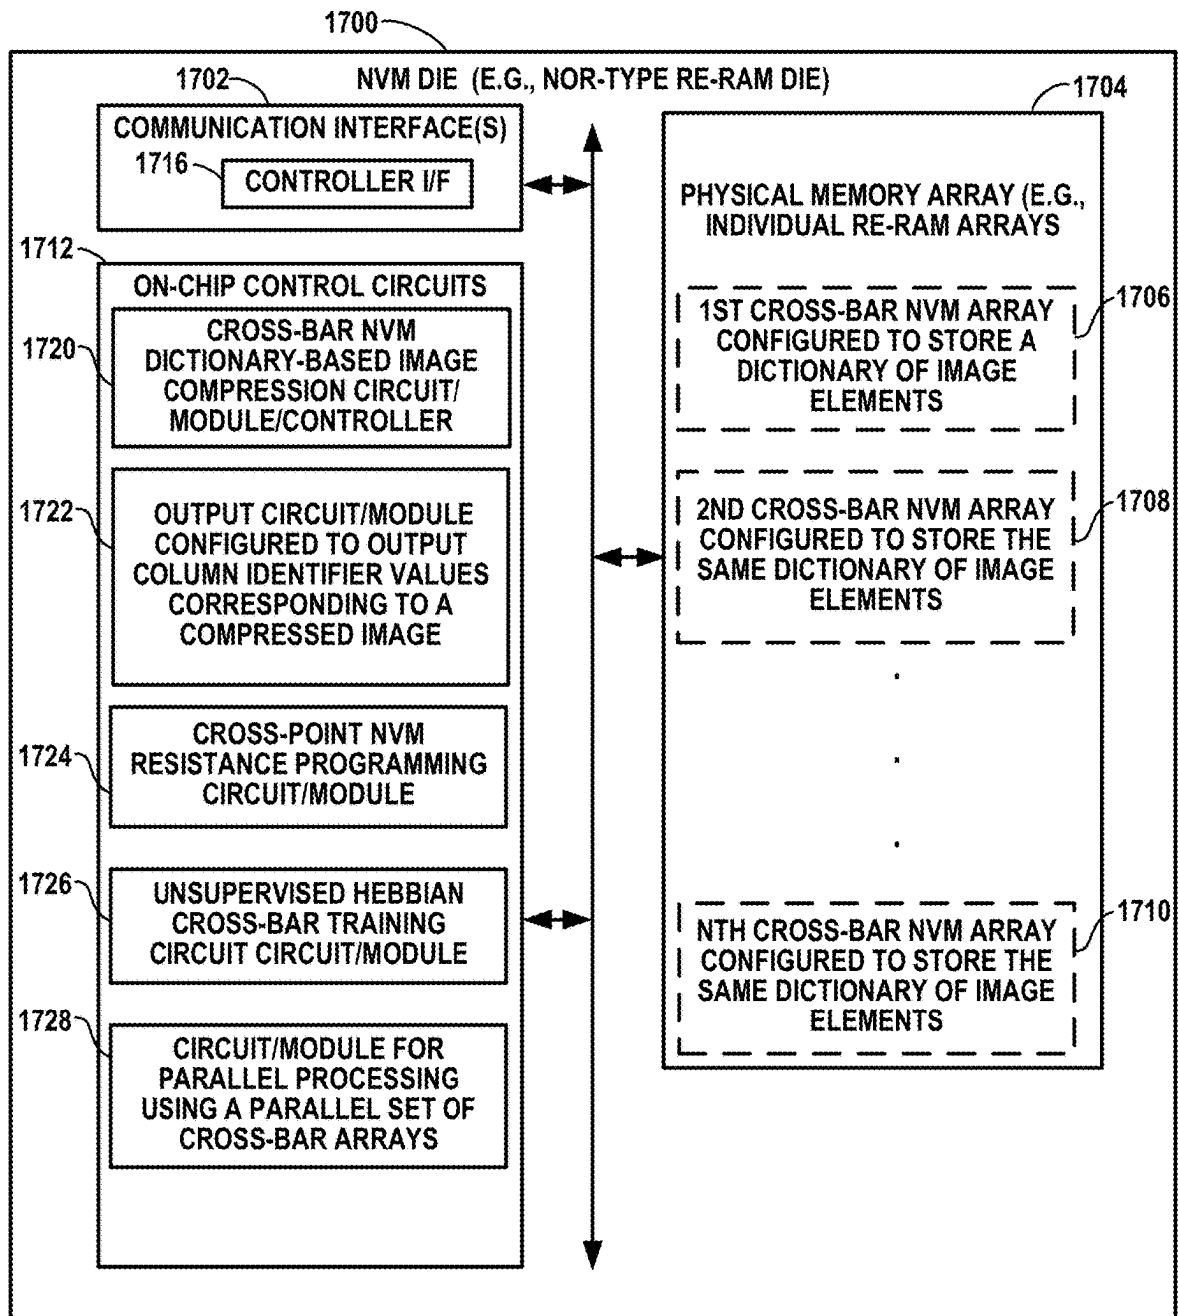 1700
NVM DIE (E.G., NOR-TYPE RE-RAM DIE)
1702
COMMUNICATION INTERFACE(S)
1716
CONTROLLER I/F
1712
ON-CHIP CONTROL CIRCUITS
1720
CROSS-BAR NVM
DICTIONARY-BASED IMAGE
COMPRESSION CIRCUIT/
MODULE/CONTROLLER
1722
OUTPUT CIRCUIT/MODULE
CONFIGURED TO OUTPUT
COLUMN IDENTIFIER VALUES
CORRESPONDING TO A
COMPRESSED IMAGE
1724
CROSS-POINT NVM
RESISTANCE PROGRAMMING
CIRCUIT/MODULE
1726
UNSUPERVISED HEBBIAN
CROSS-BAR TRAINING
CIRCUIT CIRCUIT/MODULE
1728
CIRCUIT/MODULE FOR
PARALLEL PROCESSING
USING A PARALLEL SET OF
CROSS-BAR ARRAYS
1704
PHYSICAL MEMORY ARRAY (E.G.,
INDIVIDUAL RE-RAM ARRAYS
1706
1ST CROSS-BAR NVM ARRAY
CONFIGURED TO STORE A
DICTIONARY OF IMAGE
ELEMENTS
1708
2ND CROSS-BAR NVM ARRAY
CONFIGURED TO STORE THE
SAME DICTIONARY OF IMAGE
ELEMENTS
.
.
.
1710
NTH CROSS-BAR NVM ARRAY
CONFIGURED TO STORE THE
SAME DICTIONARY OF IMAGE
ELEMENTS